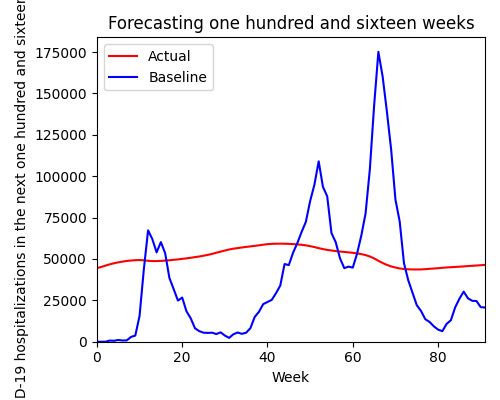 Forecasting one hundred and sixteen weeks
Actual
Baseline
D-19 hospitalizations in the next one hundred and sixteen
175000
150000
125000
100000
75000
50000
25000
0
0 20 40 60 80
Week